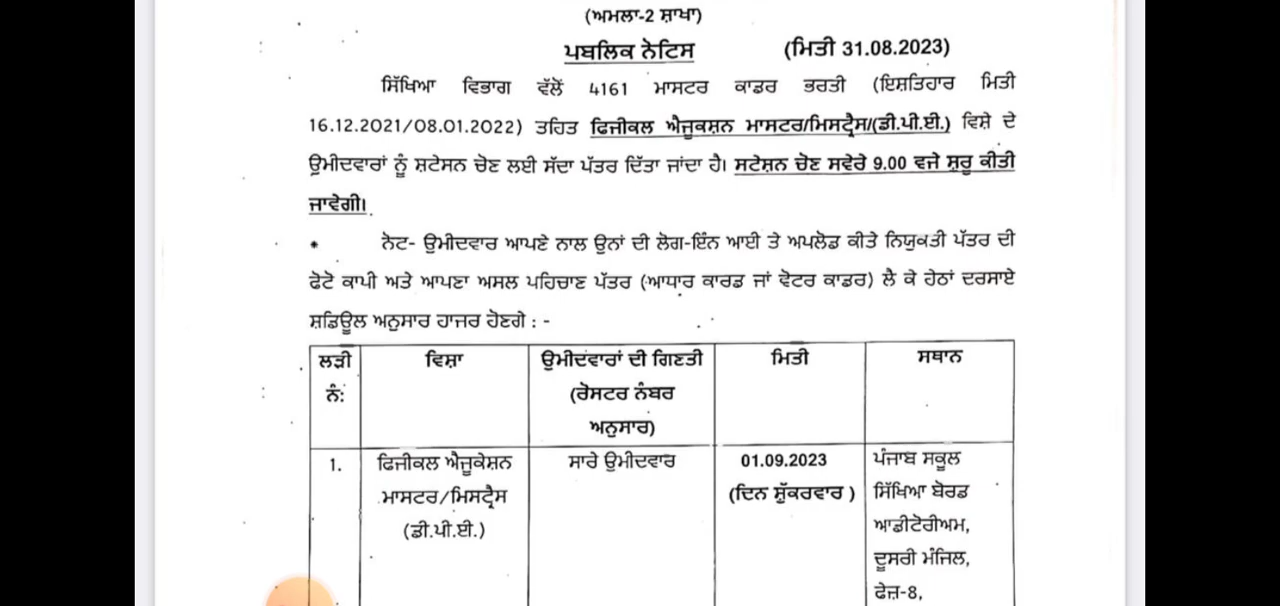 (ਅਮਲਾ-2 ਸ਼ਾਖਾ)
ਪਬਲਿਕ ਨੋਟਿਸ (ਮਿਤੀ 31.08.2023)
ਸਿੱਖਿਆ ਵਿਭਾਗ ਵੱਲੋਂ 4161 ਮਾਸਟਰ ਕਾਡਰ ਭਰਤੀ (ਇਸ਼ਤਿਹਾਰ ਮਿਤੀ
16.12.2021/08.01.2022) ਤਹਿਤ ਫਿਜੀਕਲ ਐਜੂਕਸ਼ਨ ਮਾਸਟਰ/ਮਿਸਟ੍ਰੈਸ/(ਡੀ.ਪੀ.ਈ.) ਵਿਸ਼ੇ ਦੇ
ਉਮੀਦਵਾਰਾਂ ਨੂੰ ਸ਼ਟੇਸਨ ਚੋਣ ਲਈ ਸੱਦਾ ਪੱਤਰ ਦਿੱਤਾ ਜਾਂਦਾ ਹੈ। ਸਟੇਸ਼ਨ ਚੋਣ ਸਵੇਰੇ 9.00 ਵਜੇ ਸ਼ੁਰੂ ਕੀਤੀ
ਜਾਵੇਗੀ।
* ਨੋਟ- ਉਮੀਦਵਾਰ ਆਪਣੇ ਨਾਲ ਉਨਾਂ ਦੀ ਲੋਗ-ਇੰਨ ਆਈ ਤੇ ਅਪਲੋਡ ਕੀਤੇ ਨਿਯੁਕਤੀ ਪੱਤਰ ਦੀ
ਫੋਟੋ ਕਾਪੀ ਅਤੇ ਆਪਣਾ ਅਸਲ ਪਹਿਚਾਣ ਪੱਤਰ (ਆਧਾਰ ਕਾਰਡ ਜਾਂ ਵੋਟਰ ਕਾਡਰ) ਲੈ ਕੇ ਹੇਠਾਂ ਦਰਸਾਏ
ਸ਼ਡਿਊਲ ਅਨੁਸਾਰ ਹਾਜਰ ਹੋਣਗੇ : -
ਲੜੀ ਨੰ:
ਵਿਸ਼ਾ
ਉਮੀਦਵਾਰਾਂ ਦੀ ਗਿਣਤੀ
(ਰੋਸਟਰ ਨੰਬਰ
ਅਨੁਸਾਰ)
ਮਿਤੀ
ਸਥਾਨ
1.
ਫਿਜੀਕਲ ਐਜੂਕੇਸ਼ਨ
ਮਾਸਟਰ/ਮਿਸਟ੍ਰੈਸ
(ਡੀ.ਪੀ.ਈ.)
ਸਾਰੇ ਉਮੀਦਵਾਰ
01.09.2023
(ਦਿਨ ਸ਼ੁੱਕਰਵਾਰ )
ਪੰਜਾਬ ਸਕੂਲ
ਸਿੱਖਿਆ ਬੋਰਡ
ਆਡੀਟੋਰੀਅਮ,
ਦੂਸਰੀ ਮੰਜਿਲ,
ਫੇਜ਼-8,